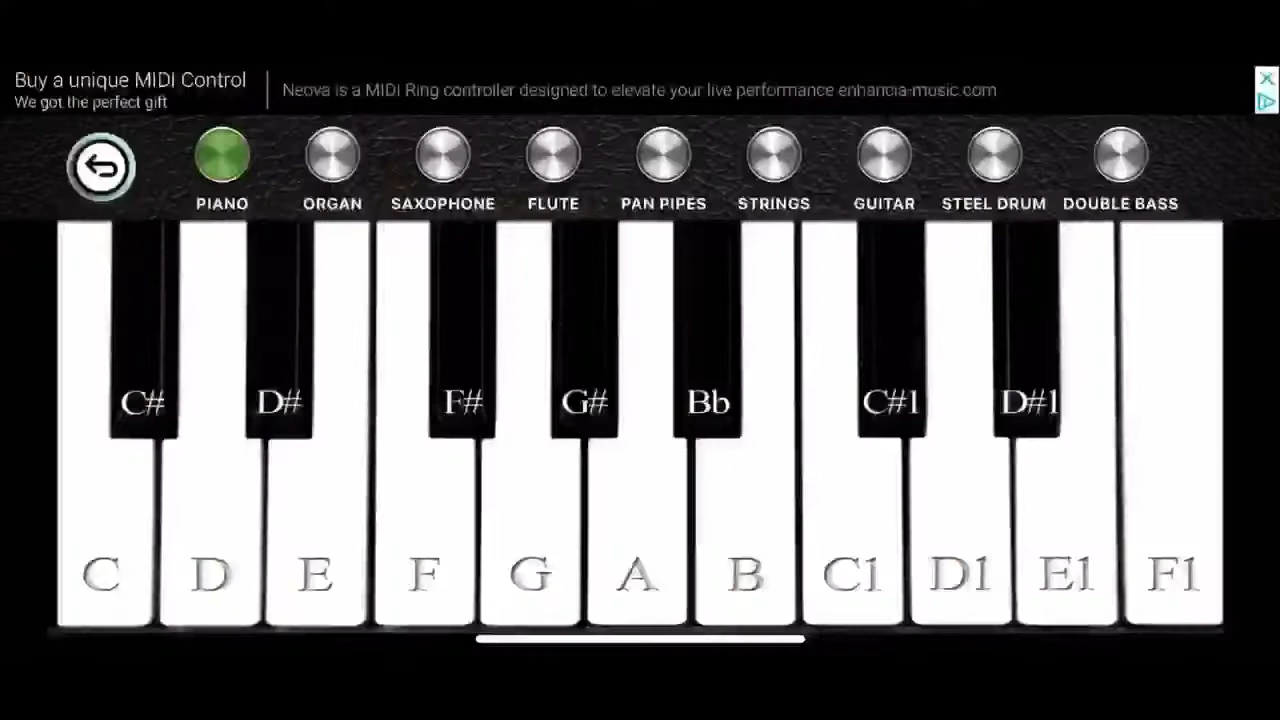 Buy a unique MIDI Control
We got the perfect gift
Neova is a MIDI Ring controller designed to elevate your live performance enhancia-music.com
PIANO ORGAN SAXOPHONE FLUTE PAN PIPES STRINGS GUITAR STEEL DRUM DOUBLE BASS
C# D# F# G# Bb C#1 D#1
C D E F G A B C1 D1 E1 F1